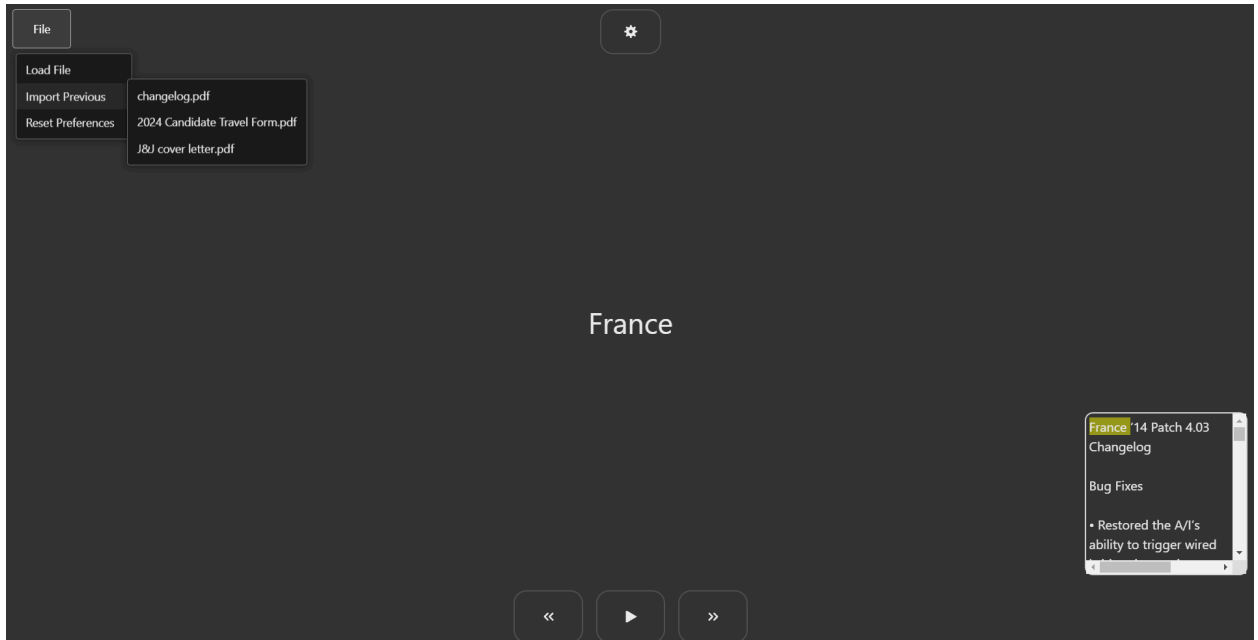 File
Load File
Import Previous
Reset Preferences
changelog.pdf
2024 Candidate Travel Form.pdf
J&J cover letter.pdf
France
France '14 Patch 4.03
Changelog
Bug Fixes
• Restored the A/I's
ability to trigger wired